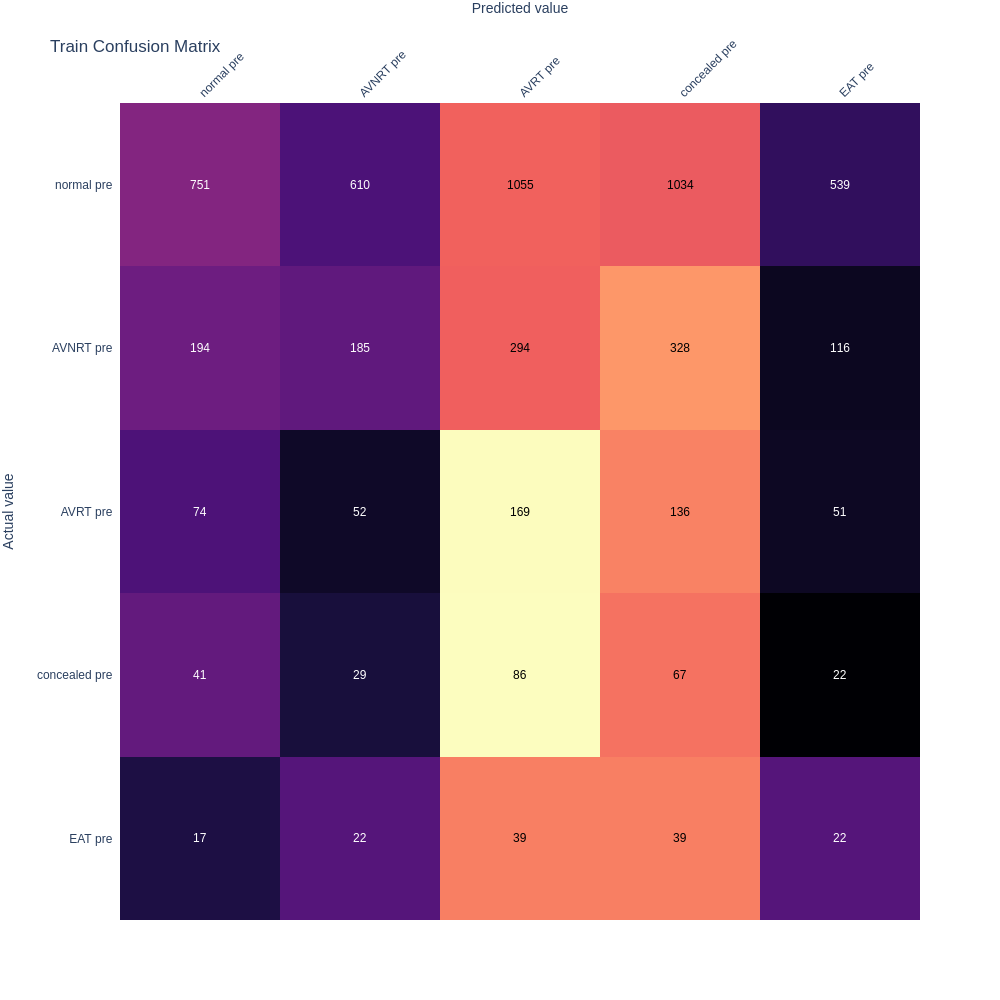 Predicted value
Train Confusion Matrix
normal pre AVNRT pre AVRT pre concealed pre EAT pre
normal pre 751 610 1055 1034 539
AVNRT pre 194 185 294 328 116
AVRT pre 74 52 169 136 51
concealed pre 41 29 86 67 22
EAT pre 17 22 39 39 22
Actual value